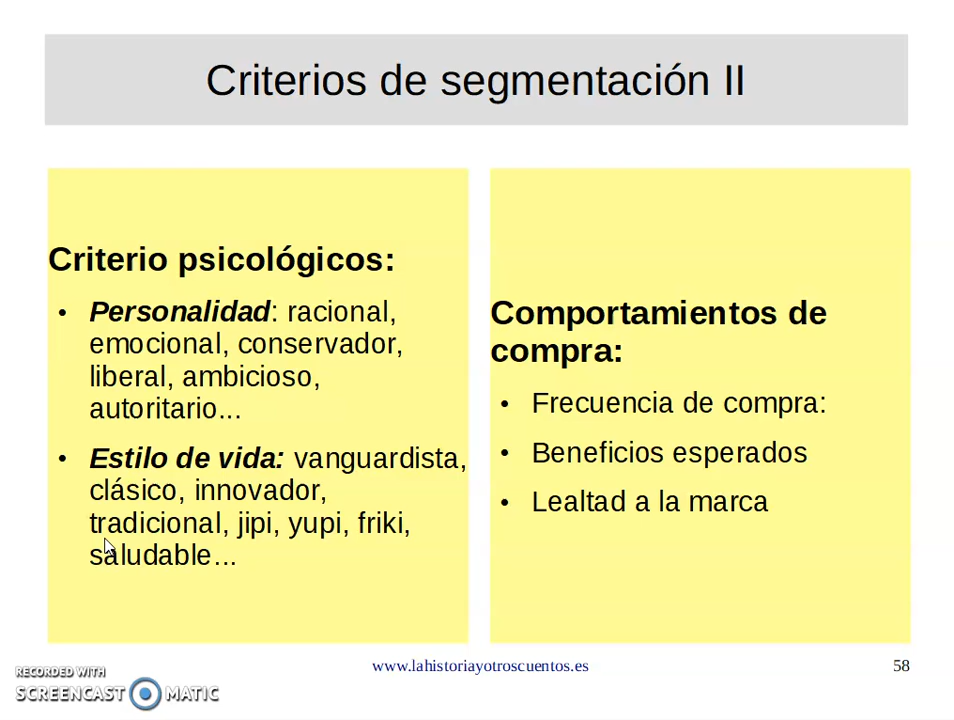 Criterios de segmentación II
Criterio psicológicos:
• Personalidad: racional,
emocional, conservador,
liberal, ambicioso,
autoritario...
• Estilo de vida: vanguardista,
clásico, innovador,
tradicional, jipi, yupi, friki,
saludable...
Comportamientos de
compra:
• Frecuencia de compra:
• Beneficios esperados
• Lealtad a la marca
www.lahistoriayotroscuentos.es
58
RECORDED WITH
SCREENCAST MATIC